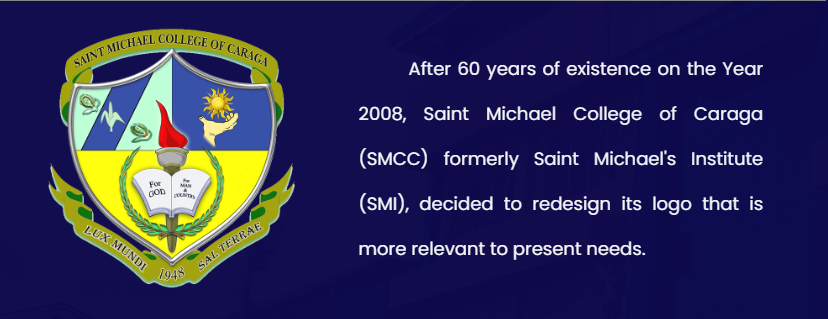 SAINT MICHAEL COLLEGE OF CARAGA
For
GOD
For
MAN
&
COUNTRY
LUX MUNDI
1948
SAL TERRAE
After 60 years of existence on the Year
2008, Saint Michael College of Caraga
(SMCC) formerly Saint Michael's Institute
(SMI), decided to redesign its logo that is
more relevant to present needs.